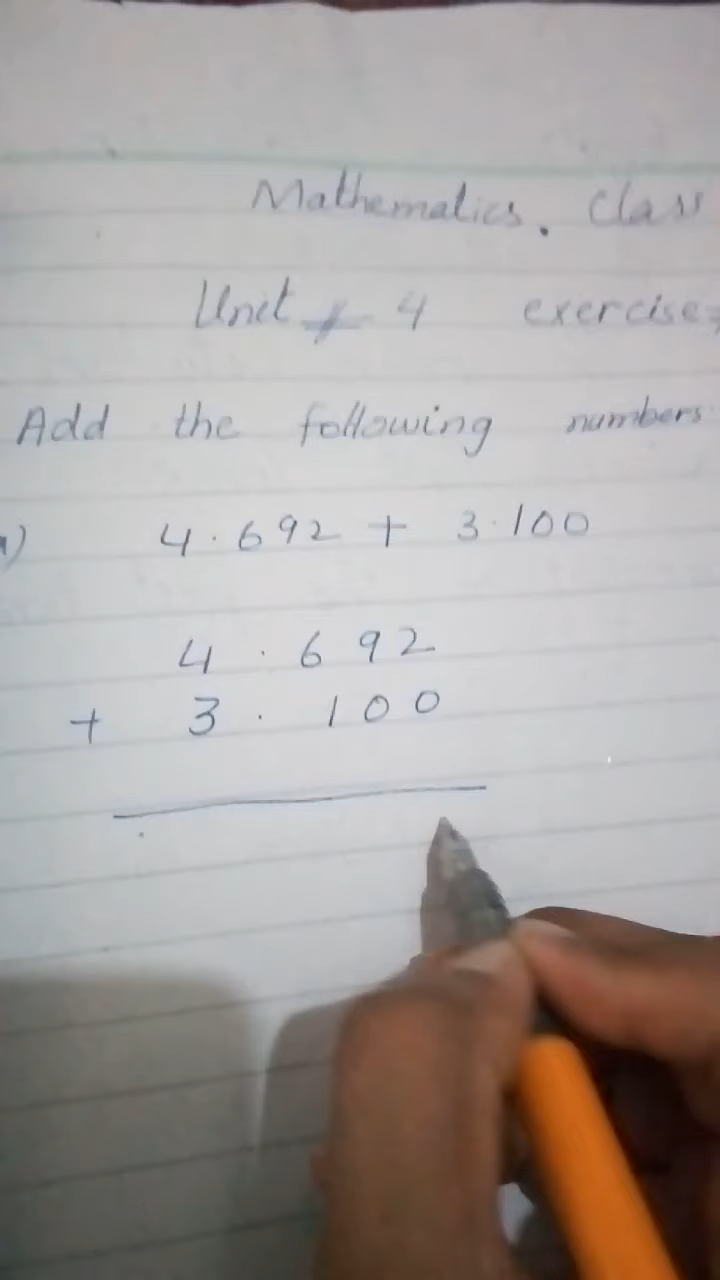 Mathematics. Class
Unit # 4 exercise
Add the following numbers
a) 4.692 + 3.100
4.692
+ 3.100